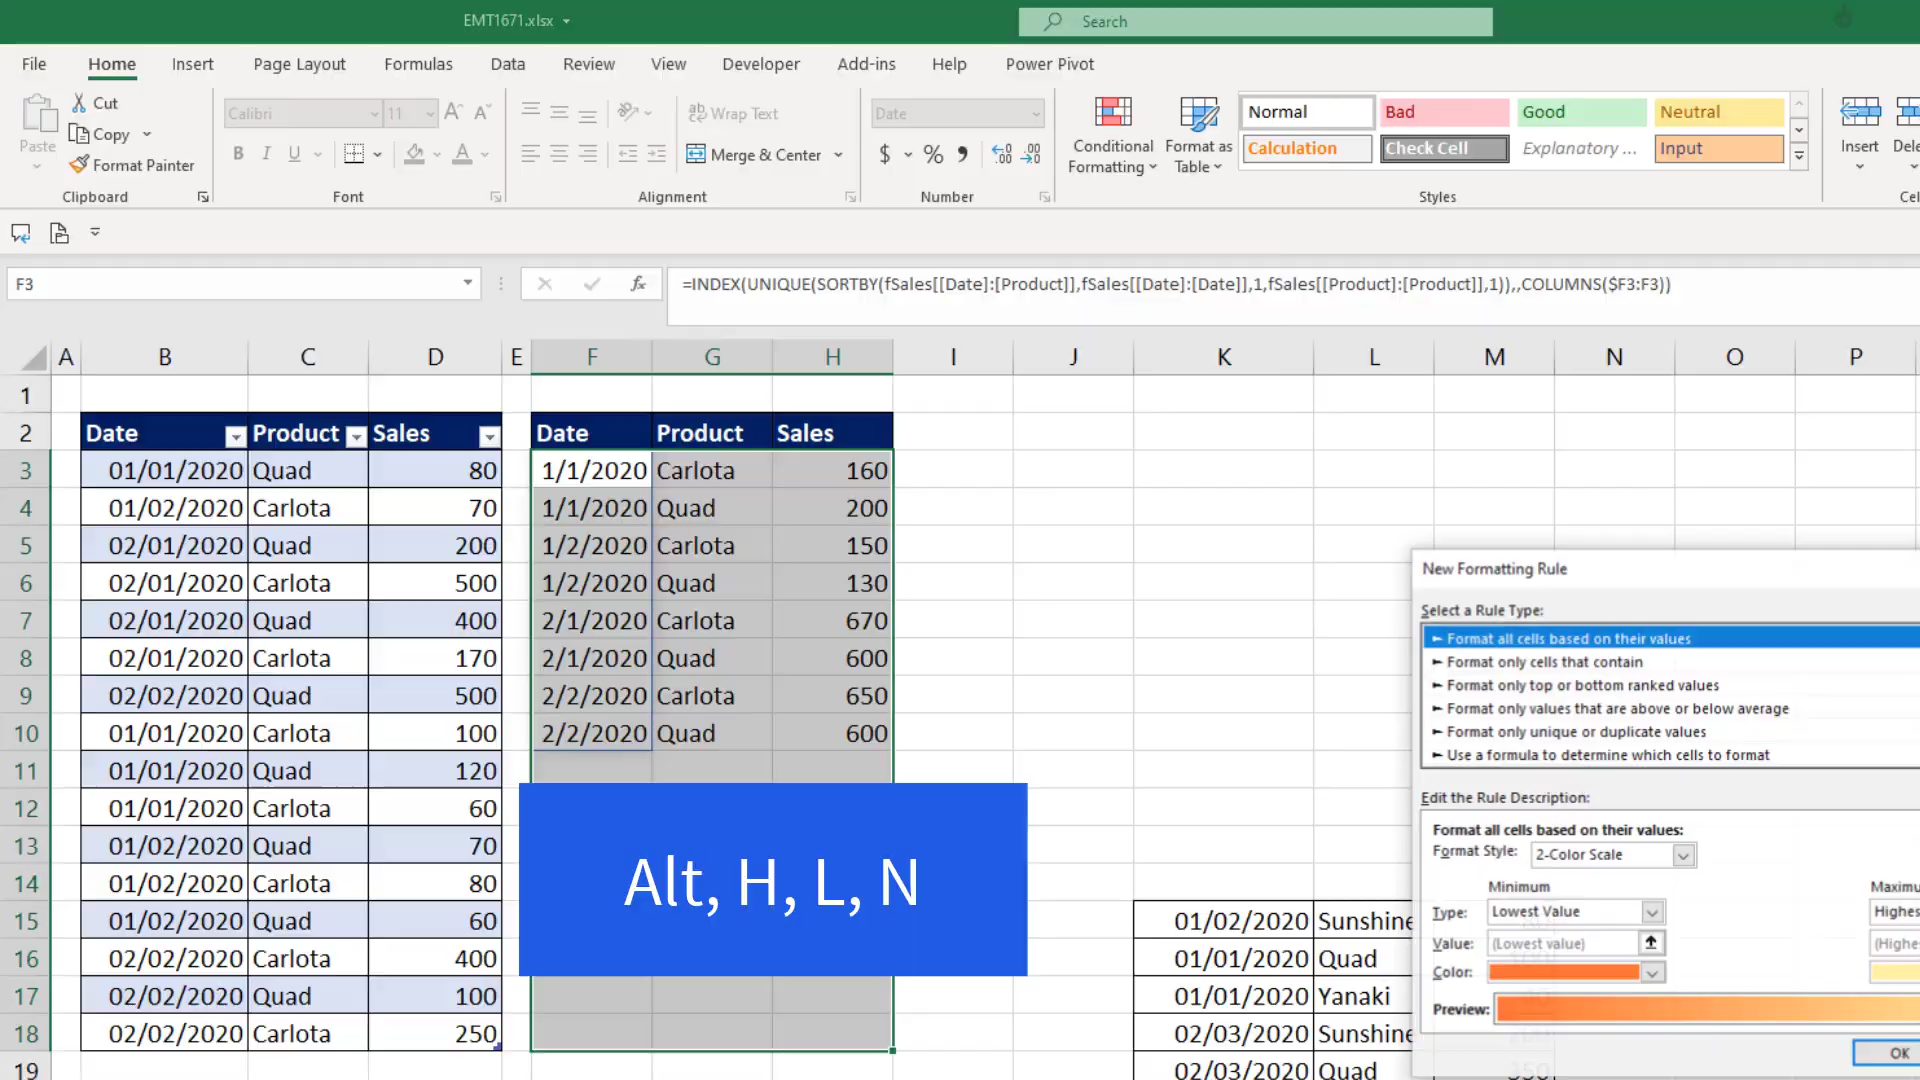 EMT1671.xlsx
Search
File Home Insert Page Layout Formulas Data Review View Developer Add-ins Help Power Pivot
Paste
Cut
Copy
Format Painter
Clipboard
Calibri 11
B I U A
Font
Wrap Text
Merge & Center
Alignment
Date
$ %
Number
Conditional Formatting
Format as Table
Normal Bad Good Neutral
Calculation Check Cell Explanatory ... Input
Styles
Insert
F3
fx
=INDEX(UNIQUE(SORTBY(fSales[[Date]:[Product]],fSales[[Date]:[Date]],1,fSales[[Product]:[Product]],1)),,COLUMNS($F3:F3))
A B C D E F G H I J K L M N O P
1
2 Date Product Sales Date Product Sales
3 01/01/2020 Quad 80 1/1/2020 Carlota 160
4 01/02/2020 Carlota 70 1/1/2020 Quad 200
5 02/01/2020 Quad 200 1/2/2020 Carlota 150
6 02/01/2020 Carlota 500 1/2/2020 Quad 130
7 02/01/2020 Quad 400 2/1/2020 Carlota 670
8 02/01/2020 Carlota 170 2/1/2020 Quad 600
9 02/02/2020 Quad 500 2/2/2020 Carlota 650
10 01/01/2020 Carlota 100 2/2/2020 Quad 600
11 01/01/2020 Quad 120
12 01/01/2020 Carlota 60
13 01/02/2020 Quad 70
14 01/02/2020 Carlota 80
15 01/02/2020 Quad 60 01/02/2020 Sunshine
16 02/02/2020 Carlota 400 01/01/2020 Quad
17 02/02/2020 Quad 100 01/01/2020 Yanaki
18 02/02/2020 Carlota 250 02/03/2020 Sunshine
19 02/03/2020 Quad 350
Alt, H, L, N
New Formatting Rule
Select a Rule Type:
► Format all cells based on their values
► Format only cells that contain
► Format only top or bottom ranked values
► Format only values that are above or below average
► Format only unique or duplicate values
► Use a formula to determine which cells to format
Edit the Rule Description:
Format all cells based on their values:
Format Style: 2-Color Scale
Minimum
Type: Lowest Value
Value: (Lowest value)
Color:
Preview:
OK